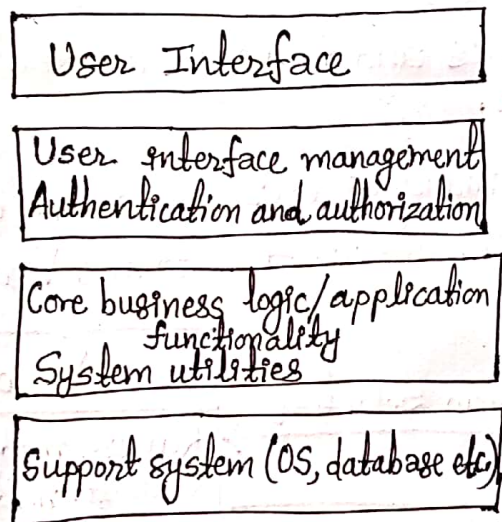 User Interface
User interface management
Authentication and authorization
Core business logic/application
functionality
System utilities
Support system (OS, database etc)